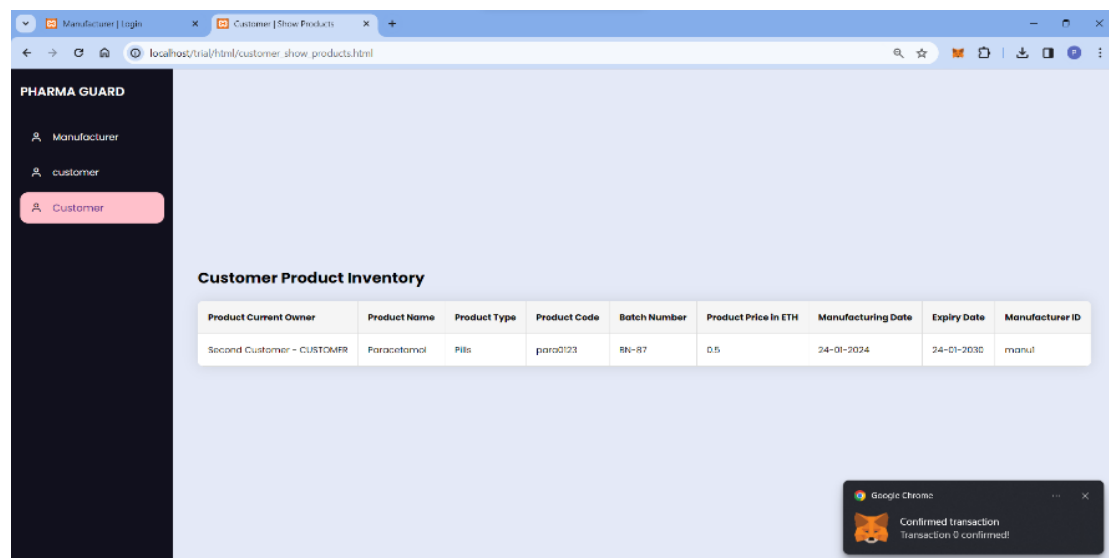 Manufacturer | Login
Customer | Show Products
localhost/trial/html/customer_show_products.html
PHARMA GUARD
Manufacturer
customer
Customer
Customer Product Inventory
Product Current Owner Product Name Product Type Product Code Batch Number Product Price in ETH Manufacturing Date Expiry Date Manufacturer ID
Second Customer - CUSTOMER Paracetamol Pills para0123 BN-87 0.5 24-01-2024 24-01-2030 manu1
Google Chrome
Confirmed transaction
Transaction 0 confirmed!